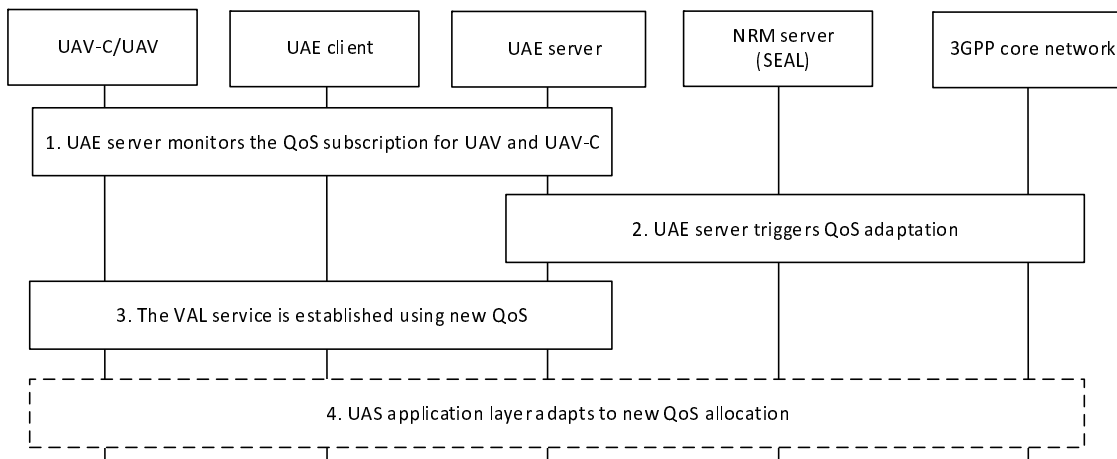 UAV-C/UAV
UAE client
UAE server
NRM server
(SEAL)
3GPP core network
1. UAE server monitors the QoS subscription for UAV and UAV-C
2. UAE server triggers QoS adaptation
3. The VAL service is established using new QoS
4. UAS application layer adapts to new QoS allocation